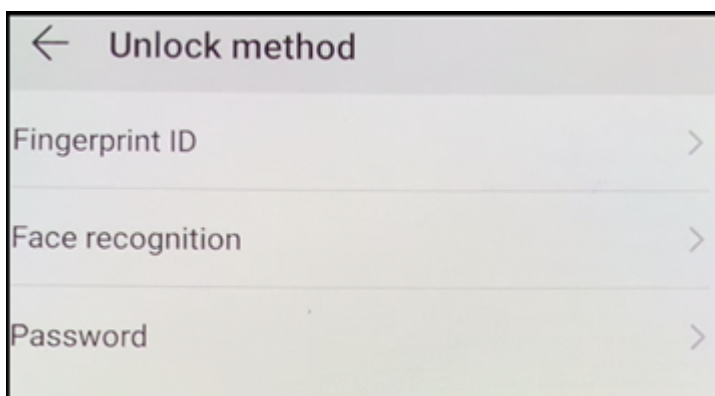 Unlock method
Fingerprint ID
Face recognition
Password